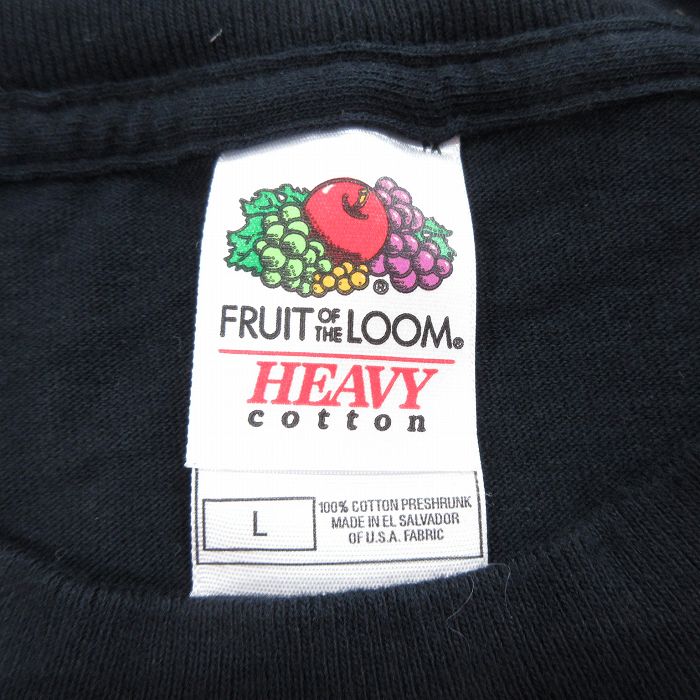 ®
FRUIT OF THE LOOM®
HEAVY
cotton
L
100% COTTON PRESHRUNK
MADE IN EL SALVADOR
OF U.S.A. FABRIC